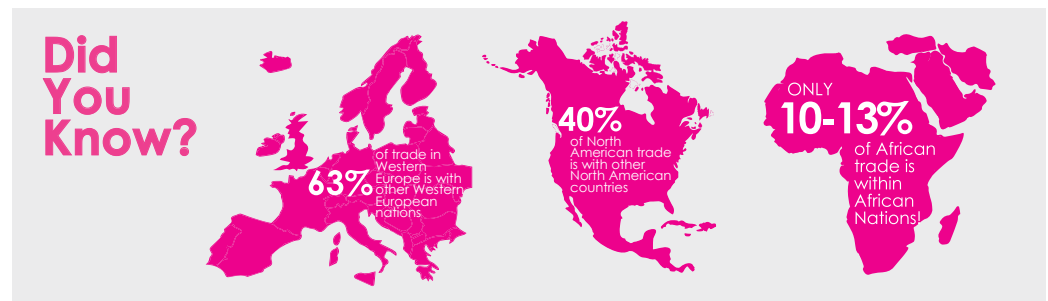 Did
You
Know?
63%
of trade in
Western
Europe is with
other Western
European
nations
40%
of North
American trade
is with other
North American
countries
ONLY
10-13%
of African
trade is
within
African
Nations!